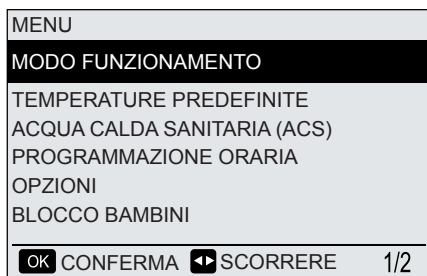 MENU
MODO FUNZIONAMENTO
TEMPERATURE PREDEFINITE
ACQUA CALDA SANITARIA (ACS)
PROGRAMMAZIONE ORARIA
OPZIONI
BLOCCO BAMBINI
OK CONFERMA SCORRERE 1/2